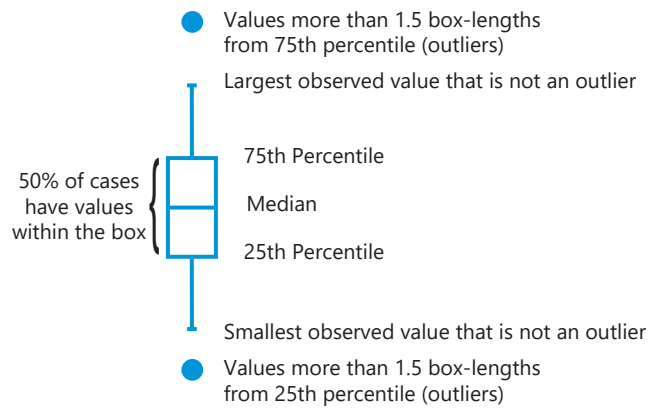 Values more than 1.5 box-lengths
from 75th percentile (outliers)
Largest observed value that is not an outlier
75th Percentile
50% of cases
have values
within the box
Median
25th Percentile
Smallest observed value that is not an outlier
Values more than 1.5 box-lengths
from 25th percentile (outliers)